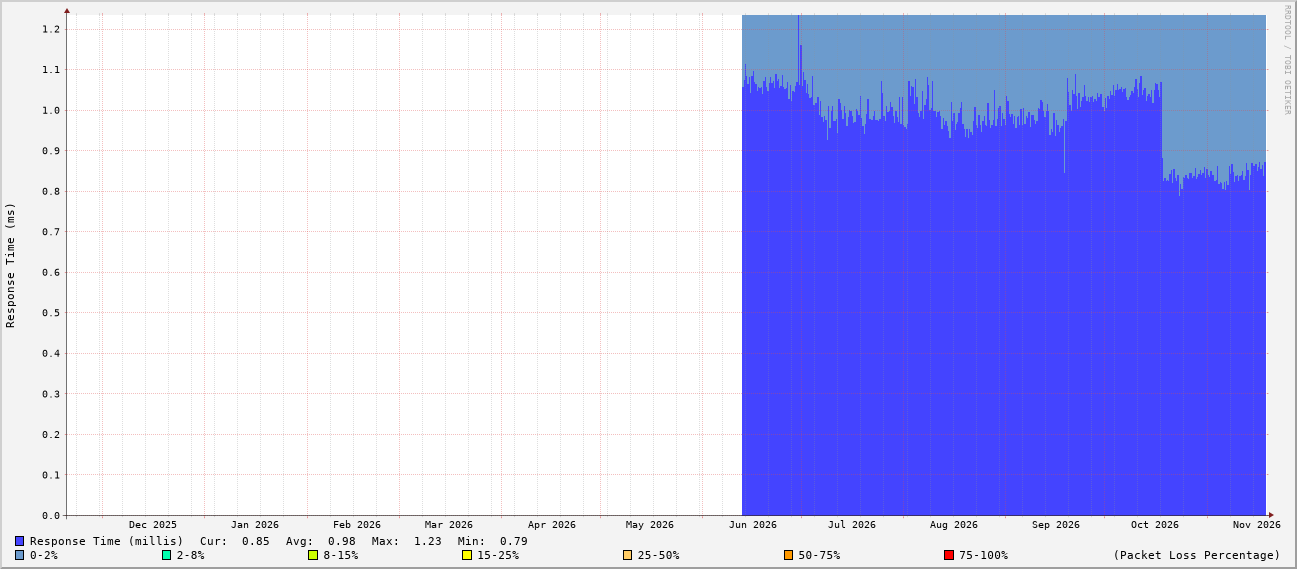 RRDTOOL / TOBI OETIKER
Response Time (ms)
1.2
1.1
1.0
0.9
0.8
0.7
0.6
0.5
0.4
0.3
0.2
0.1
0.0
Dec 2025 Jan 2026 Feb 2026 Mar 2026 Apr 2026 May 2026 Jun 2026 Jul 2026 Aug 2026 Sep 2026 Oct 2026 Nov 2026
Response Time (millis) Cur: 0.85 Avg: 0.98 Max: 1.23 Min: 0.79
0-2% 2-8% 8-15% 15-25% 25-50% 50-75% 75-100% (Packet Loss Percentage)